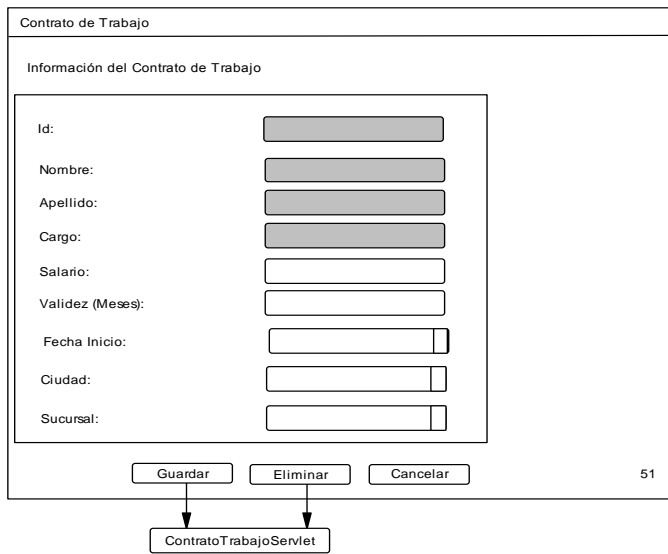 Contrato de Trabajo
Información del Contrato de Trabajo
Id:
Nombre:
Apellido:
Cargo:
Salario:
Validez (Meses):
Fecha Inicio:
Ciudad:
Sucursal:
Guardar Eliminar Cancelar 51
ContratoTrabajoServlet